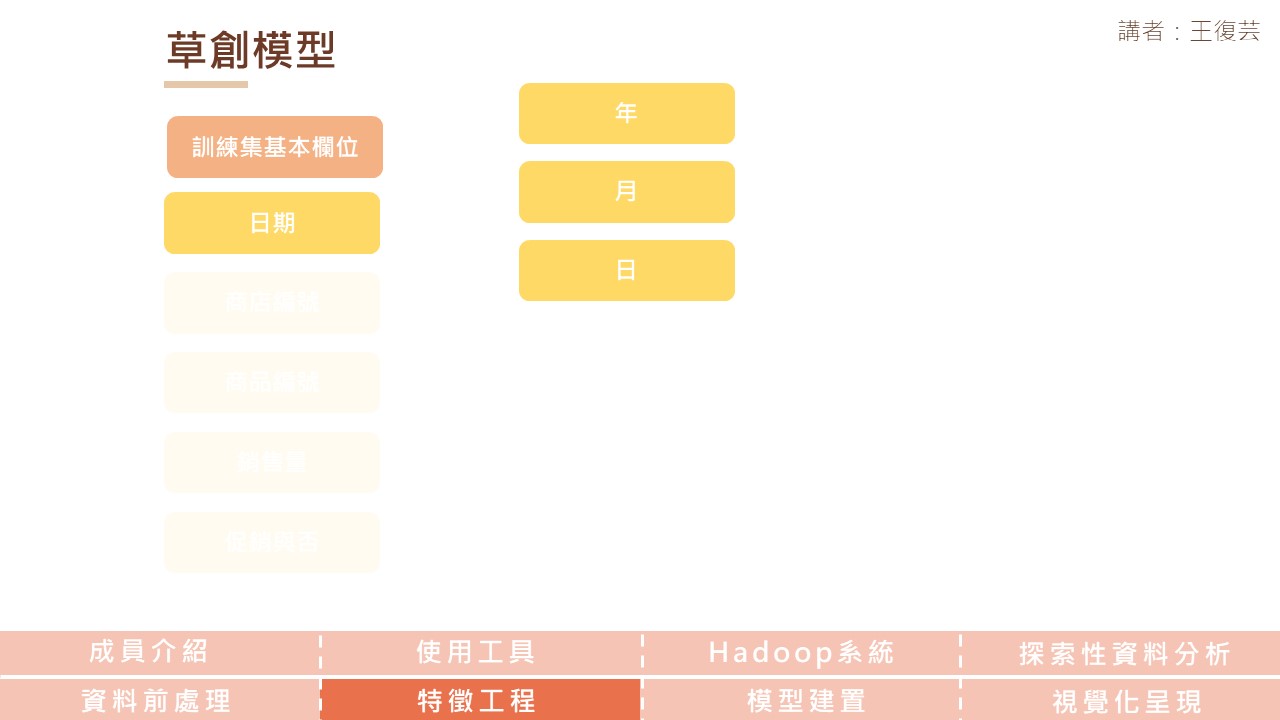 草創模型
講者：王復芸
訓練集基本欄位
日期
商店編號
商品編號
銷售量
促銷與否
年
月
日
成員介紹
使用工具
Hadoop系統
探索性資料分析
資料前處理
特徵工程
模型建置
視覺化呈現